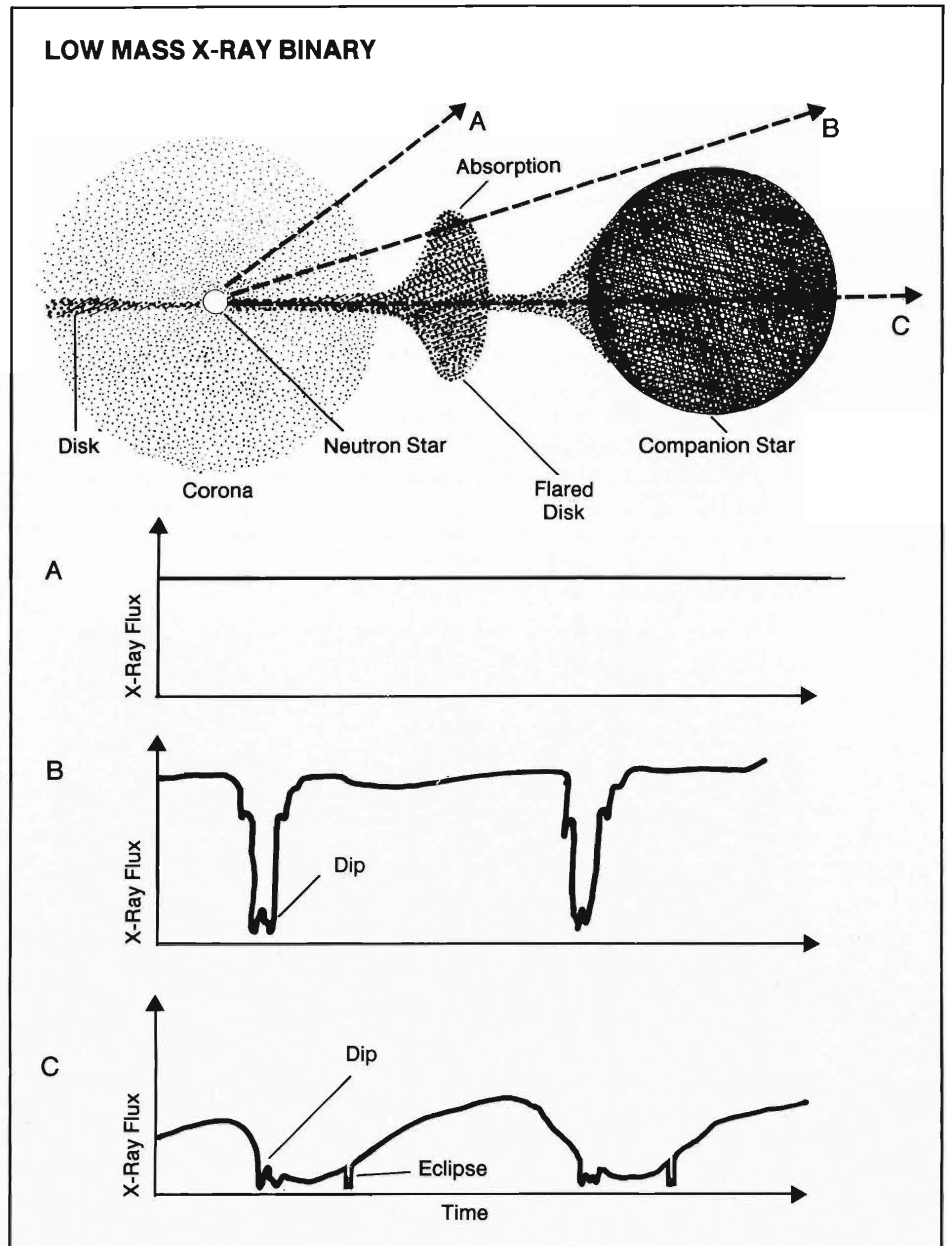 LOW MASS X-RAY BINARY
A
B
Absorption
C
Disk
Neutron Star
Companion Star
Corona
Flared
Disk
A
X-Ray Flux
B
Dip
X-Ray Flux
C
Dip
X-Ray Flux
Eclipse
Time